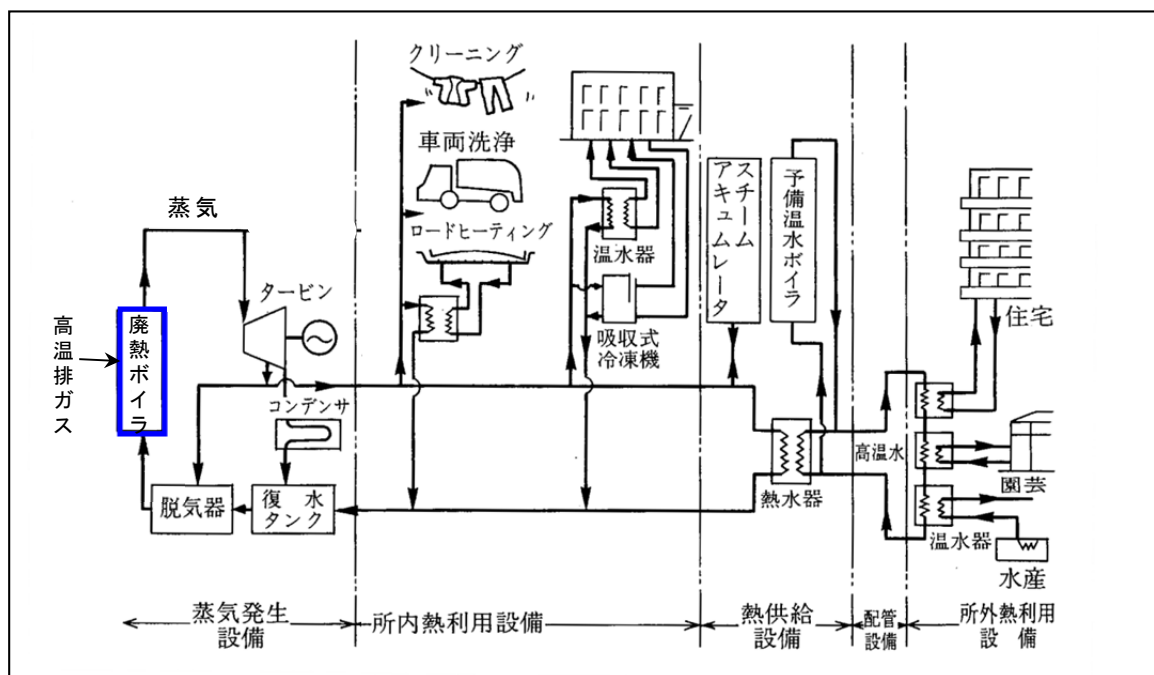 クリーニング
車両洗浄
ロードヒーティング
蒸気
タービン
高温排ガス
廃熱ボイラ
コンデンサ
脱気器
復水
タンク
温水器
吸収式
冷凍機
スチーム
アキュムレータ
予備温水ボイラ
熱水器
高温水
住宅
園芸
温水器
水産
蒸気発生
設備
所内熱利用設備
熱供給
設備
配管
設備
所外熱利用
設備